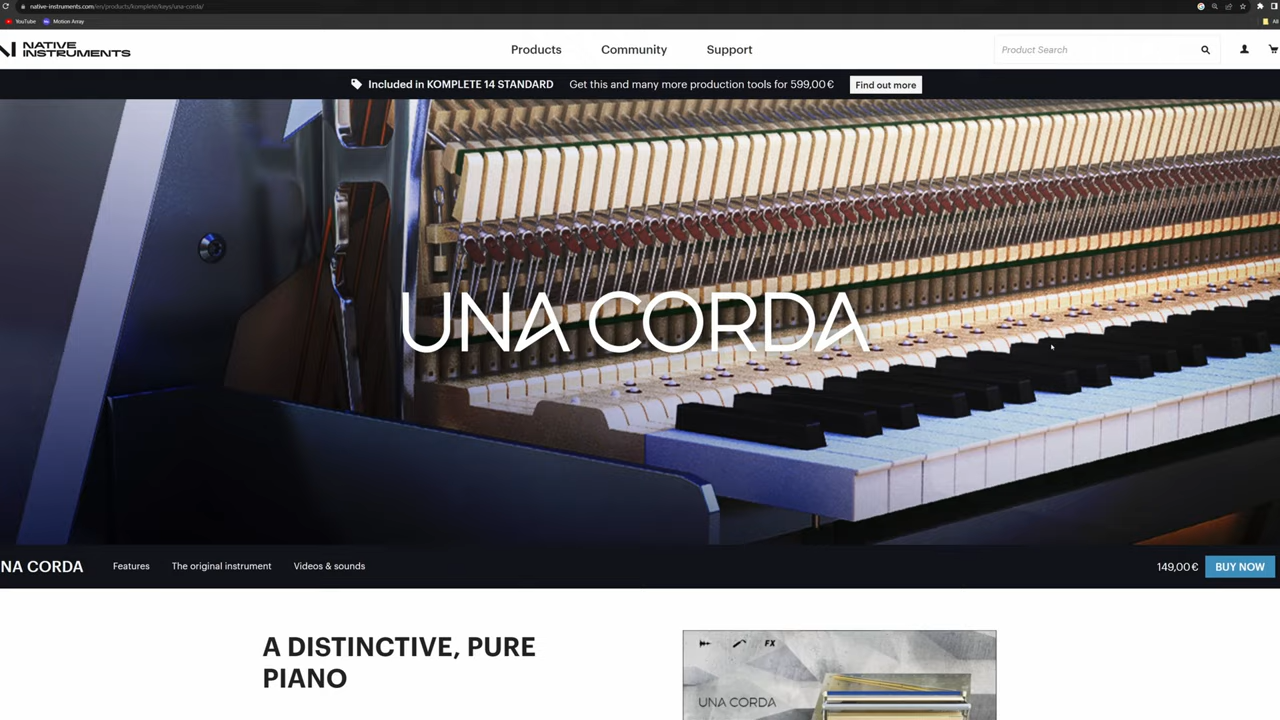 native-instruments.com/en/products/komplete/keys/una-corda/
YouTube
Motion Array
All
NATIVE
INSTRUMENTS
Products
Community
Support
Product Search
Included in KOMPLETE 14 STANDARD
Get this and many more production tools for 599,00 €
Find out more
UNA CORDA
NA CORDA
Features
The original instrument
Videos & sounds
149,00 €
BUY NOW
A DISTINCTIVE, PURE
PIANO
FX
UNA CORDA